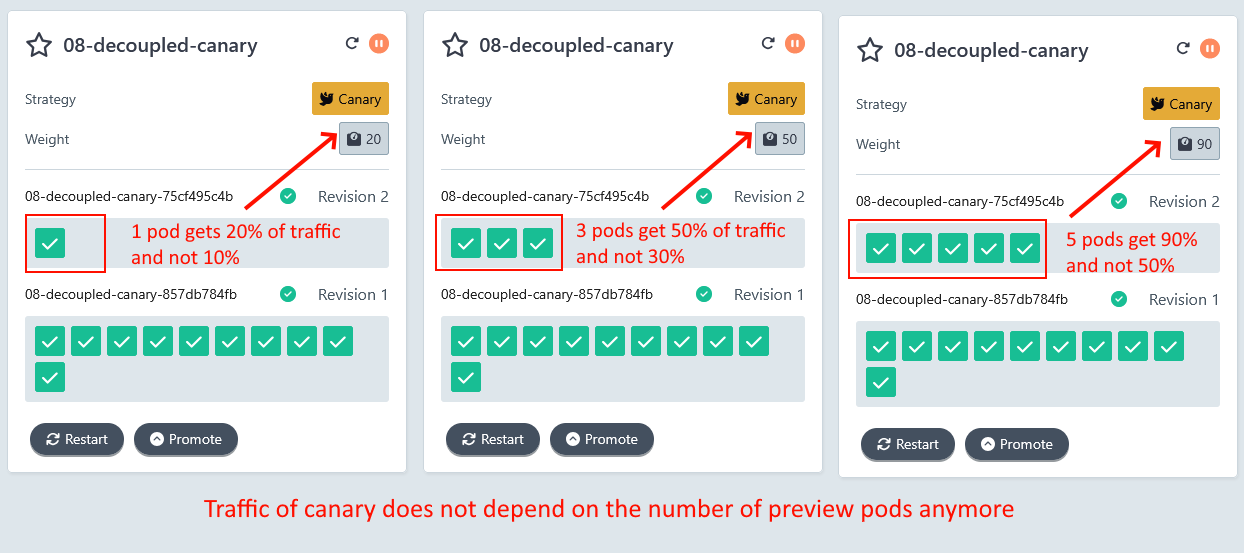 08-decoupled-canary
Strategy
Canary
Weight
20
08-decoupled-canary-75cf495c4b
Revision 2
1 pod gets 20% of traffic
and not 10%
08-decoupled-canary-857db784fb
Revision 1
Restart
Promote
08-decoupled-canary
Strategy
Canary
Weight
50
08-decoupled-canary-75cf495c4b
Revision 2
3 pods get 50% of traffic
and not 30%
08-decoupled-canary-857db784fb
Revision 1
Restart
Promote
08-decoupled-canary
Strategy
Canary
Weight
90
08-decoupled-canary-75cf495c4b
Revision 2
5 pods get 90%
and not 50%
08-decoupled-canary-857db784fb
Revision 1
Restart
Promote
Traffic of canary does not depend on the number of preview pods anymore